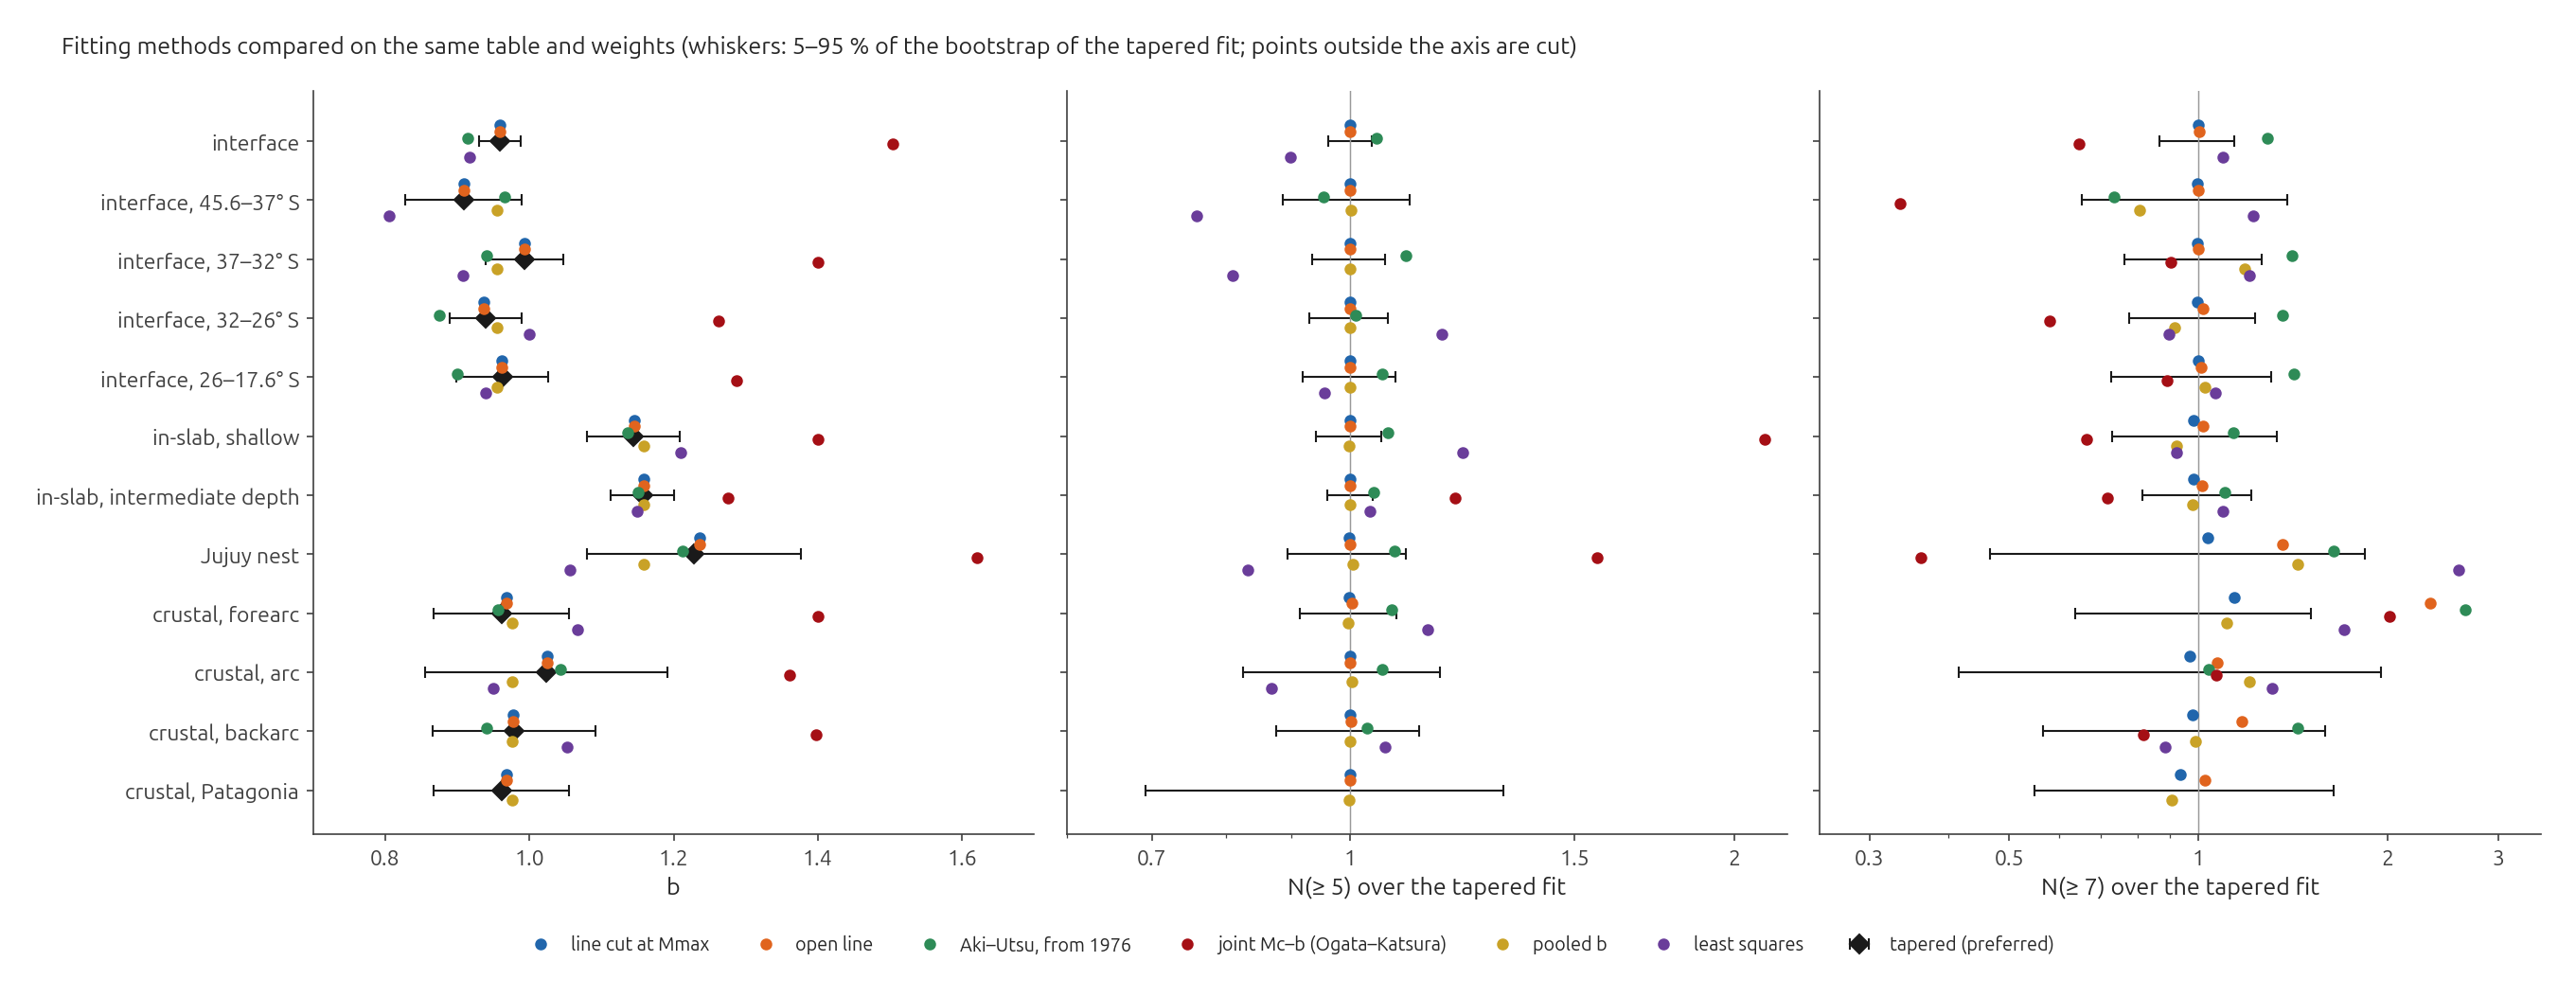 Fitting methods compared on the same table and weights (whiskers: 5–95 % of the bootstrap of the tapered fit; points outside the axis are cut)
interface
interface, 45.6–37° S
interface, 37–32° S
interface, 32–26° S
interface, 26–17.6° S
in-slab, shallow
in-slab, intermediate depth
Jujuy nest
crustal, forearc
crustal, arc
crustal, backarc
crustal, Patagonia
0.8 1.0 1.2 1.4 1.6
b
0.7 1 1.5 2
N(≥ 5) over the tapered fit
0.3 0.5 1 2 3
N(≥ 7) over the tapered fit
line cut at Mmax open line Aki–Utsu, from 1976 joint Mc–b (Ogata–Katsura) pooled b least squares tapered (preferred)